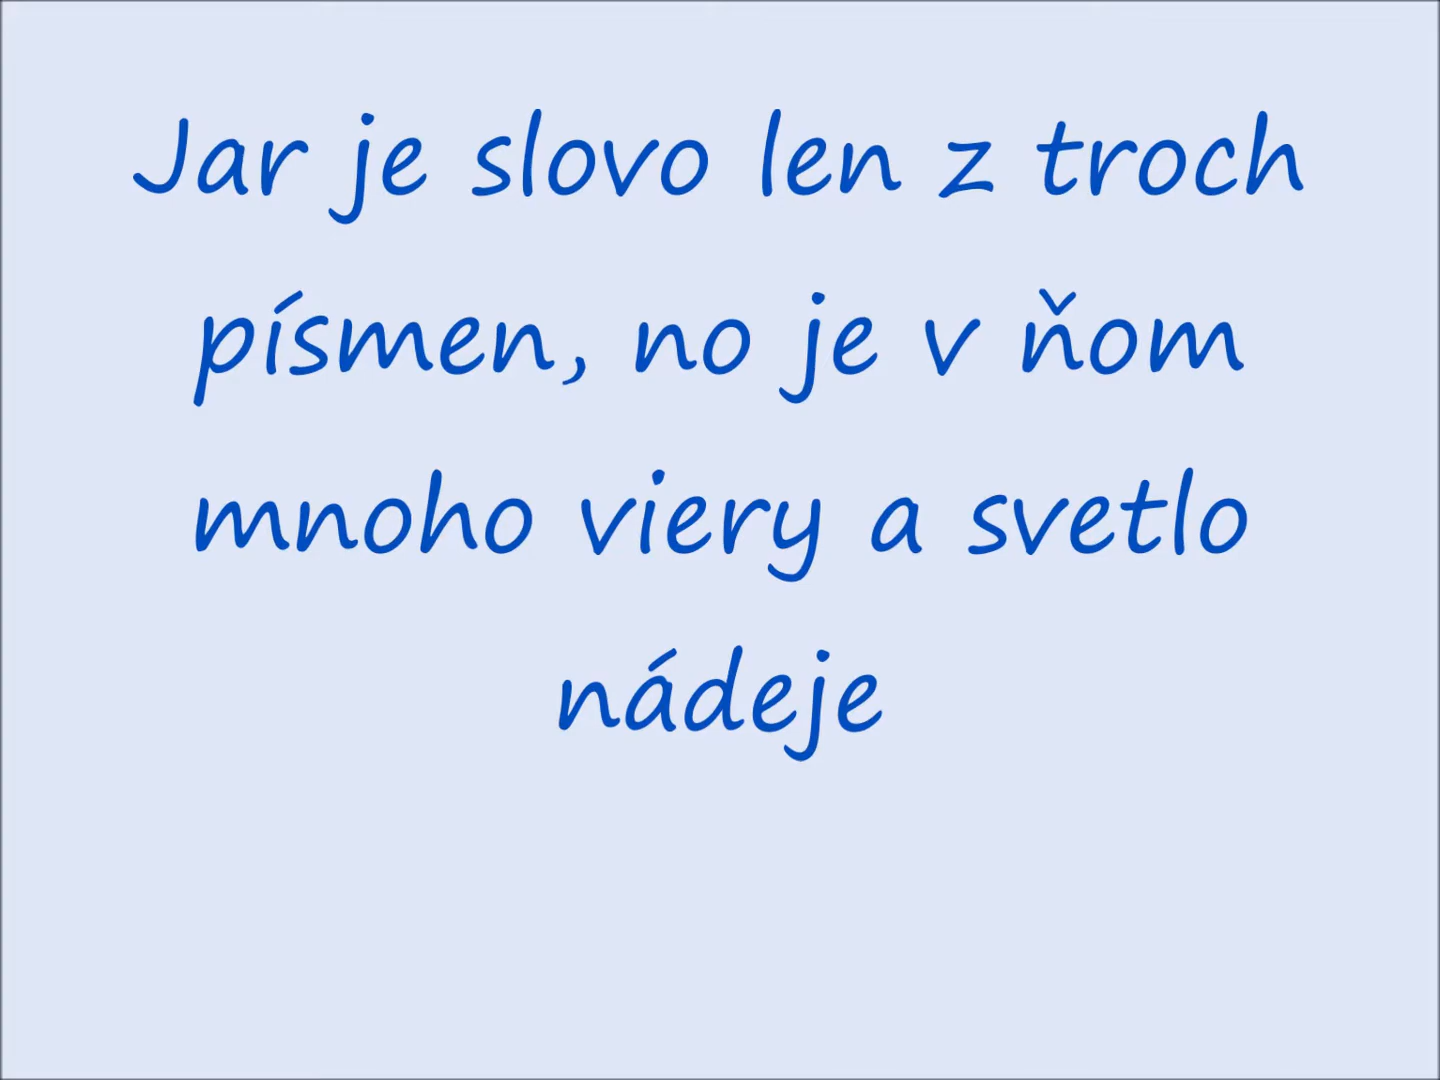 Jar je slovo len z troch
písmen, no je v ňom
mnoho viery a svetlo
nádeje